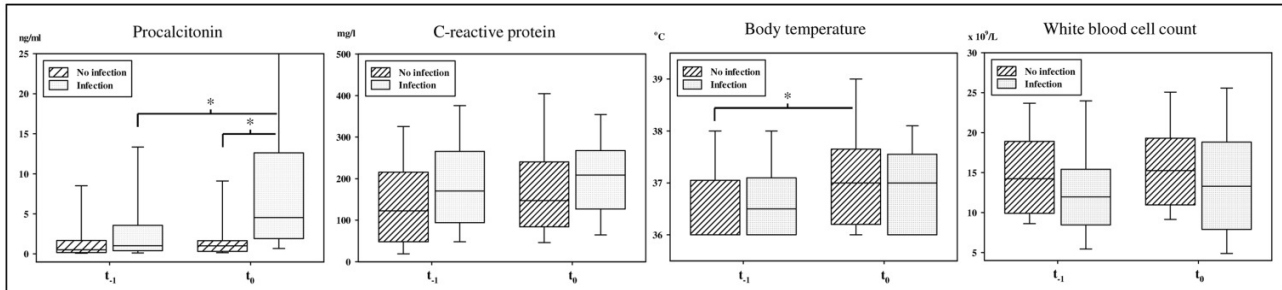 Procalcitonin
ng/ml
25
20
15
10
5
0
No infection
Infection
*
*
t-1
t0
C-reactive protein
mg/l
500
400
300
200
100
0
No infection
Infection
t-1
t0
Body temperature
°C
39
38
37
36
No infection
Infection
*
t-1
t0
White blood cell count
x 10⁹/L
30
25
20
15
10
5
No infection
Infection
t-1
t0